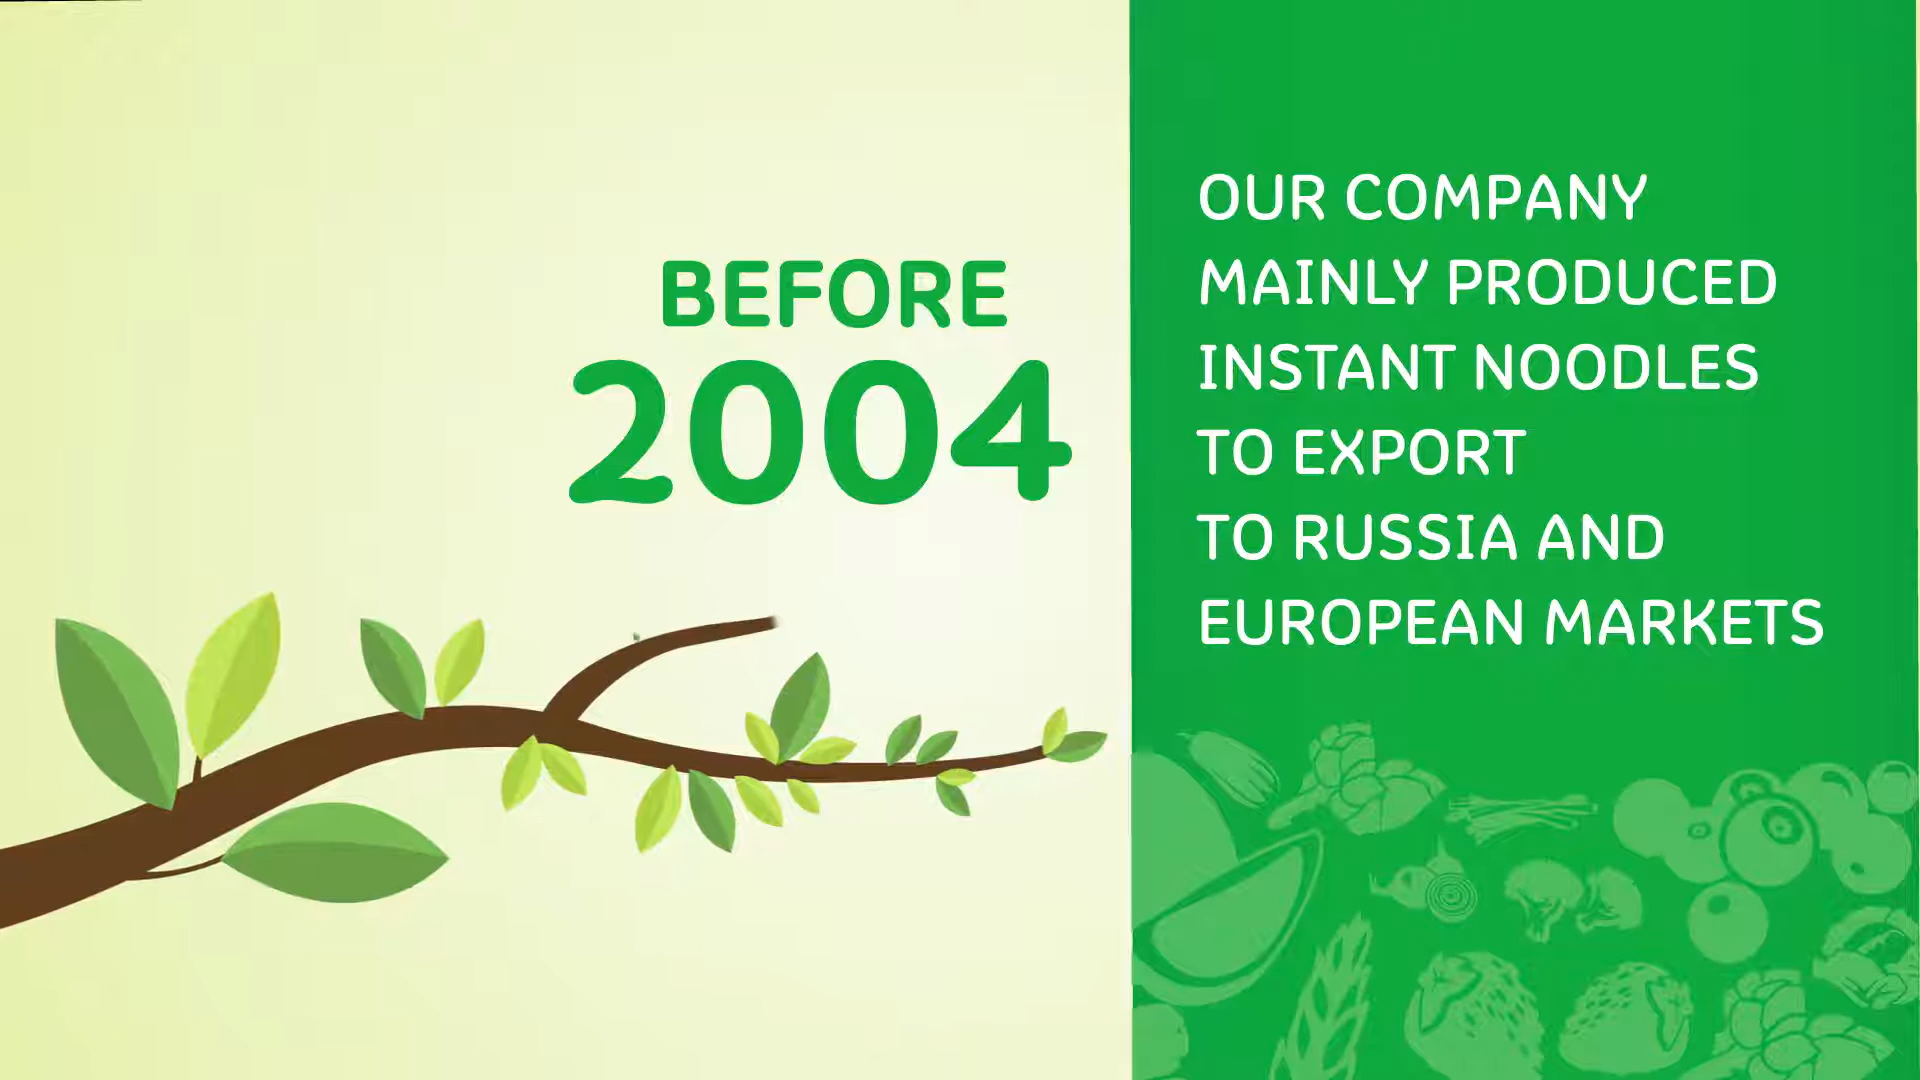 BEFORE
2004
OUR COMPANY
MAINLY PRODUCED
INSTANT NOODLES
TO EXPORT
TO RUSSIA AND
EUROPEAN MARKETS